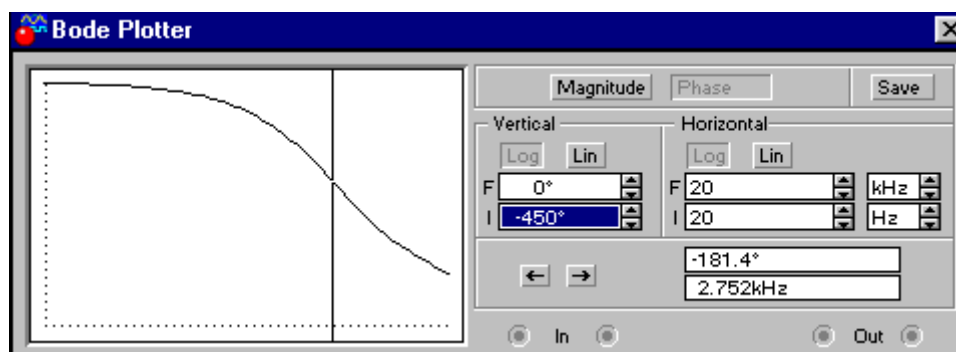 Bode Plotter
Magnitude Phase Save
Vertical Horizontal
Log Lin Log Lin
F 0° F 20 kHz
I -450° I 20 Hz
← → -181.4°
2.752kHz
In Out